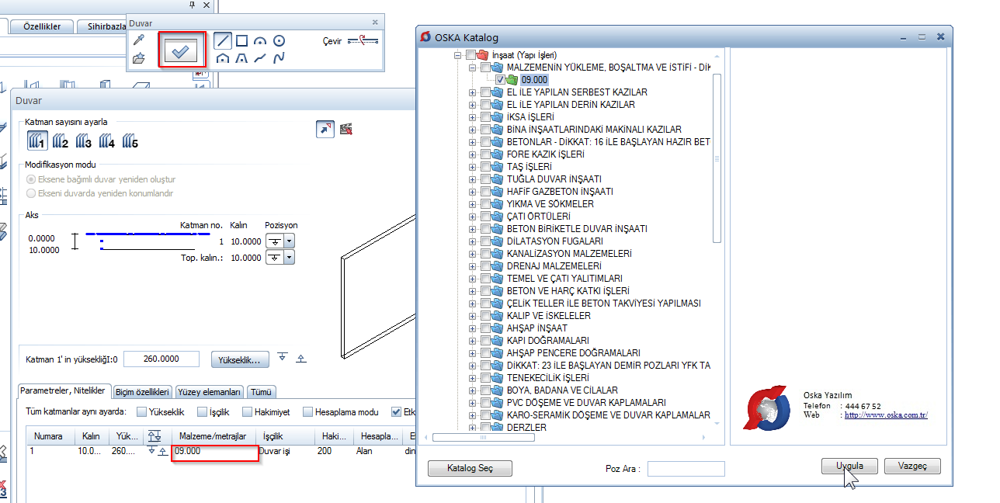 Özellikler
Sihirbazla
Duvar
Çevir
Duvar
Katman sayısını ayarla
1 2 3 4 5
Modifikasyon modu
Eksene bağımlı duvar yeniden oluştur
Ekseni duvarda yeniden konumlandır
Aks
Katman no. Kalın Pozisyon
0.0000
1 10.0000
10.0000
Top. kalın.: 10.0000
Katman 1' in yüksekliği:0 260.0000 Yükseklik...
Parametreler, Nitelikler Biçim özellikleri Yüzey elemanları Tümü
Tüm katmanlar aynı ayarda: Yükseklik İşçilik Hakimiyet Hesaplama modu Etk
Numara Kalın Yük... Malzeme/metrajlar İşçilik Haki... Hesapla... E
1 10.0... 260.... 09.000 Duvar işi 200 Alan din
3
OSKA Katalog
İnşaat (Yapı İşleri)
MALZEMENİN YÜKLEME, BOŞALTMA VE İSTİFİ - DİK
09.000
EL İLE YAPILAN SERBEST KAZILAR
EL İLE YAPILAN DERİN KAZILAR
İKSA İŞLERİ
BİNA İNŞAATLARINDAKİ MAKİNALI KAZILAR
BETONLAR - DİKKAT: 16 İLE BAŞLAYAN HAZIR BET
FORE KAZIK İŞLERİ
TAŞ İŞLERİ
TUĞLA DUVAR İNŞAATI
HAFİF GAZBETON İNŞAATI
YIKMA VE SÖKMELER
ÇATI ÖRTÜLERİ
BETON BİRİKETLE DUVAR İNŞAATI
DİLATASYON FUGALARI
KANALİZASYON MALZEMELERİ
DRENAJ MALZEMELERİ
TEMEL VE ÇATI YALITIMLARI
BETON VE HARÇ KATKI İŞLERİ
ÇELİK TELLER İLE BETON TAKVİYESİ YAPILMASI
KALIP VE İSKELELER
AHŞAP İNŞAAT
KAPI DOĞRAMALARI
AHŞAP PENCERE DOĞRAMALARI
DİKKAT: 23 İLE BAŞLAYAN DEMİR POZLARI YFK TA
TENEKECİLİK İŞLERİ
BOYA, BADANA VE CİLALAR
PVC DÖŞEME VE DUVAR KAPLAMALARI
KARO-SERAMİK DÖŞEME VE DUVAR KAPLAMALAR
DERZLER
Oska Yazılım
Telefon : 444 67 52
Web : http://www.oska.com.tr/
Katalog Seç Poz Ara : Uygula Vazgeç